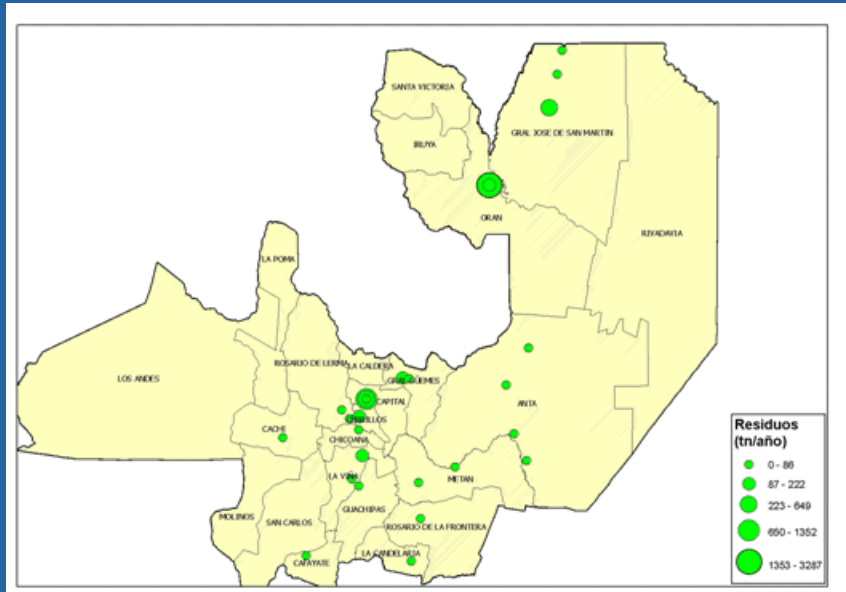 SANTA VICTORIA
IRUYA
GRAL JOSE DE SAN MARTIN
ORAN
RIVADAVIA
LA POMA
LOS ANDES
ROSARIO DE LERMA
LA CALDERA
GRAL GÜEMES
CAPITAL
ANTA
CACHI
CERRILLOS
CHICOANA
LA VIÑA
METAN
MOLINOS
SAN CARLOS
GUACHIPAS
ROSARIO DE LA FRONTERA
CAFAYATE
LA CANDELARIA
Residuos
(tn/año)
0 - 86
87 - 222
223 - 649
650 - 1352
1353 - 3287